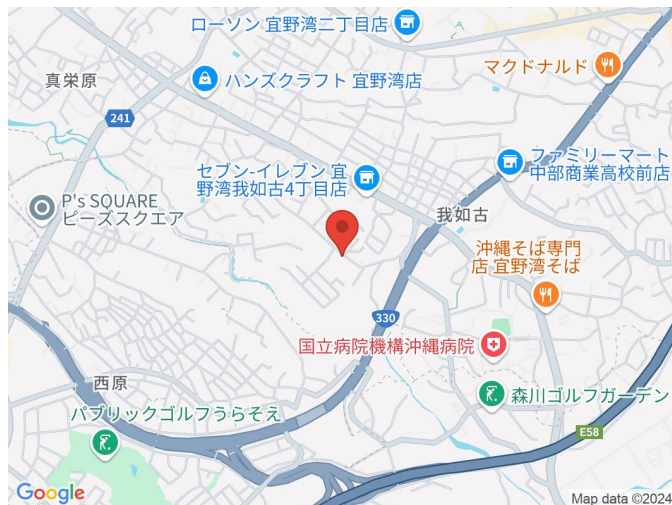 ローソン 宜野湾二丁目店
マクドナルド
真栄原
ハンズクラフト 宜野湾店
241
セブン-イレブン 宜
野湾我如古4丁目店
ファミリーマート
中部商業高校前店
P's SQUARE
ピーズスクエア
我如古
沖縄そば専門
店 宜野湾そば
330
国立病院機構沖縄病院
西原
森川ゴルフガーデン
パブリックゴルフうらそえ
E58
Google
Map data ©2024